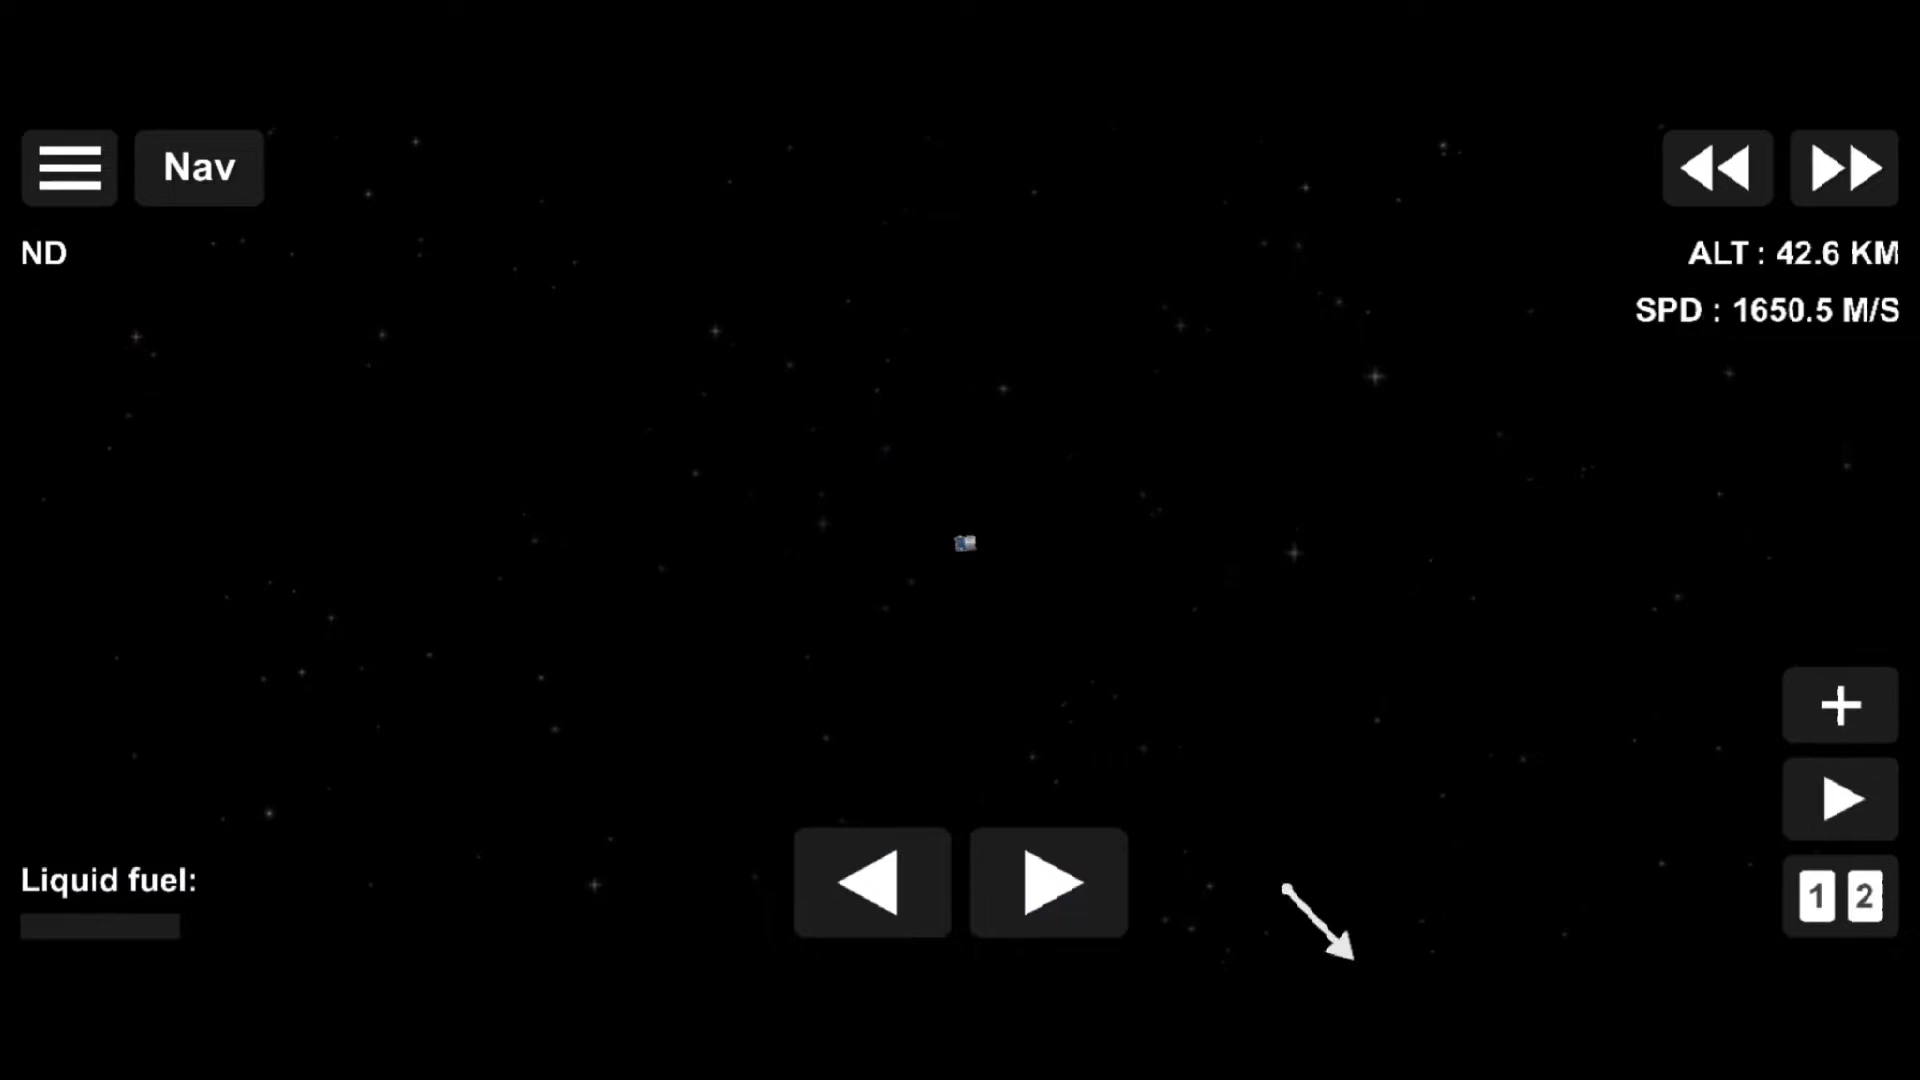 Nav
ND
ALT : 42.6 KM
SPD : 1650.5 M/S
Liquid fuel:
1 2